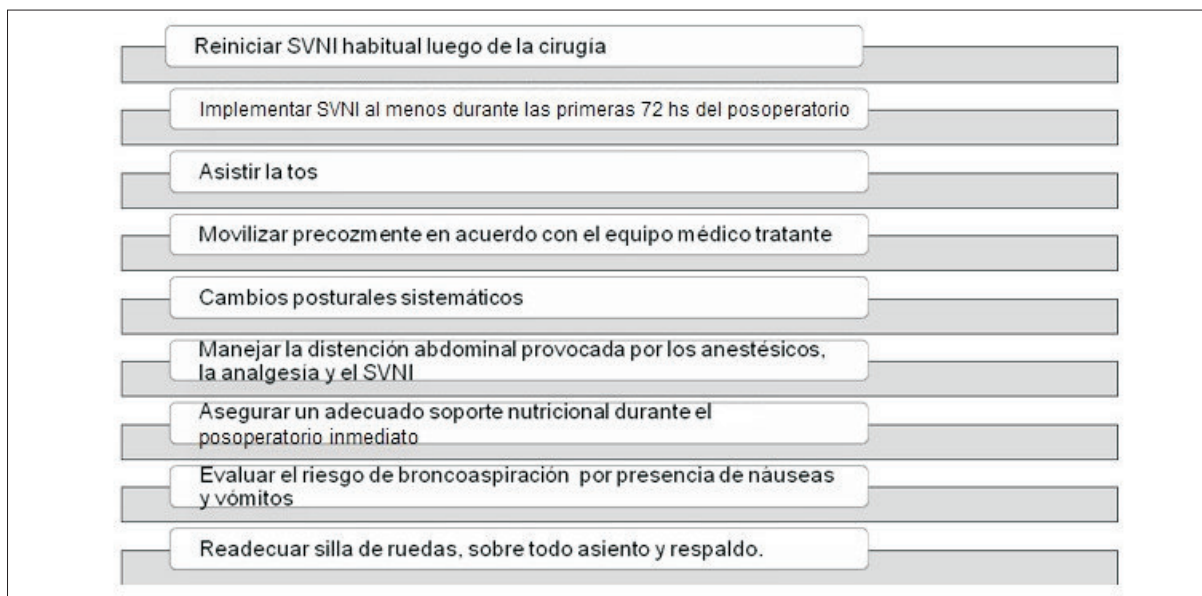 Reiniciar SVNI habitual luego de la cirugía
Implementar SVNI al menos durante las primeras 72 hs del posoperatorio
Asistir la tos
Movilizar precozmente en acuerdo con el equipo médico tratante
Cambios posturales sistemáticos
Manejar la distención abdominal provocada por los anestésicos,
la analgesía y el SVNI
Asegurar un adecuado soporte nutricional durante el
posoperatorio inmediato
Evaluar el riesgo de broncoaspiración por presencia de náuseas
y vómitos
Readecuar silla de ruedas, sobre todo asiento y respaldo.